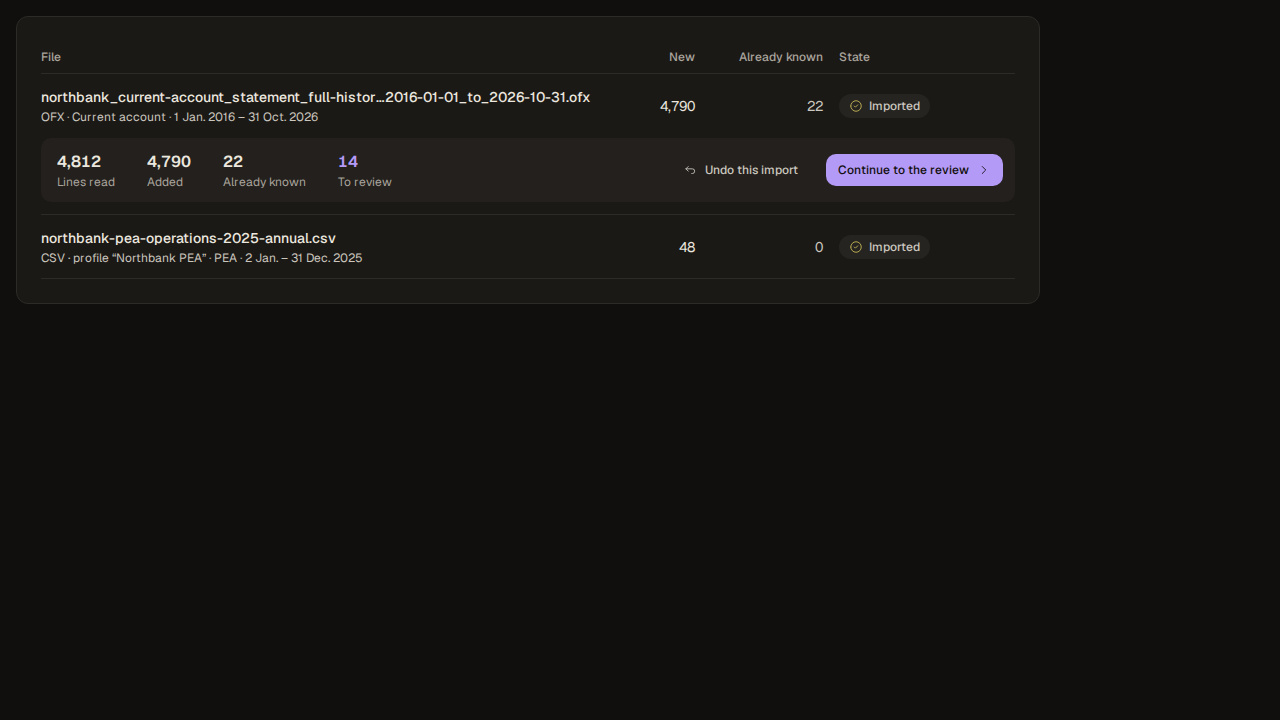 File New Already known State
northbank_current-account_statement_full-histor…2016-01-01_to_2026-10-31.ofx
OFX · Current account · 1 Jan. 2016 – 31 Oct. 2026
4,790 22 Imported
4,812 4,790 22 14
Lines read Added Already known To review
Undo this import Continue to the review
northbank-pea-operations-2025-annual.csv
CSV · profile “Northbank PEA” · PEA · 2 Jan. – 31 Dec. 2025
48 0 Imported